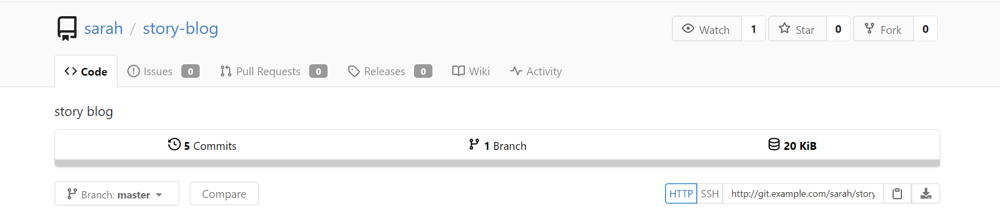 sarah / story-blog
Watch 1 Star 0 Fork 0
Code Issues 0 Pull Requests 0 Releases 0 Wiki Activity
story blog
5 Commits 1 Branch 20 KiB
Branch: master Compare HTTP SSH http://git.example.com/sarah/story